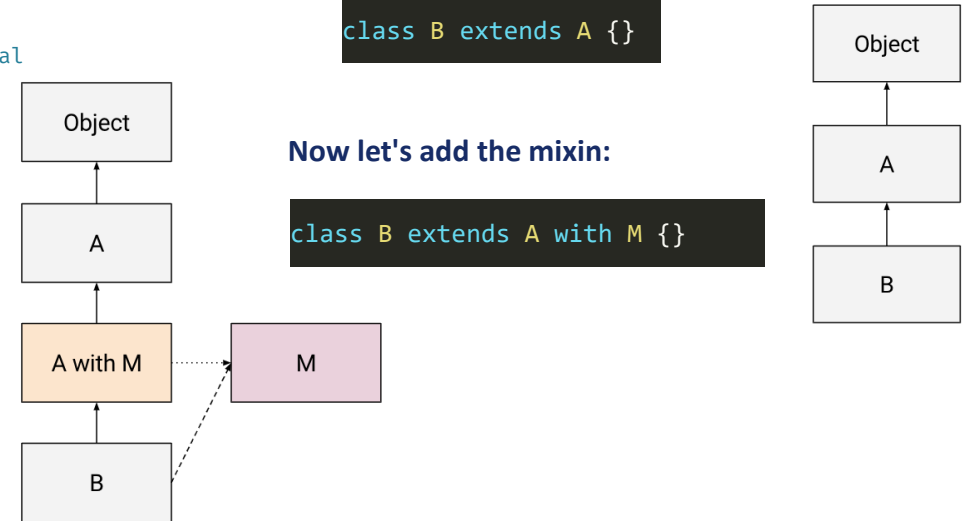 class B extends A {}
al
Object
A
A with M
B
M
Now let's add the mixin:
class B extends A with M {}
Object
A
B